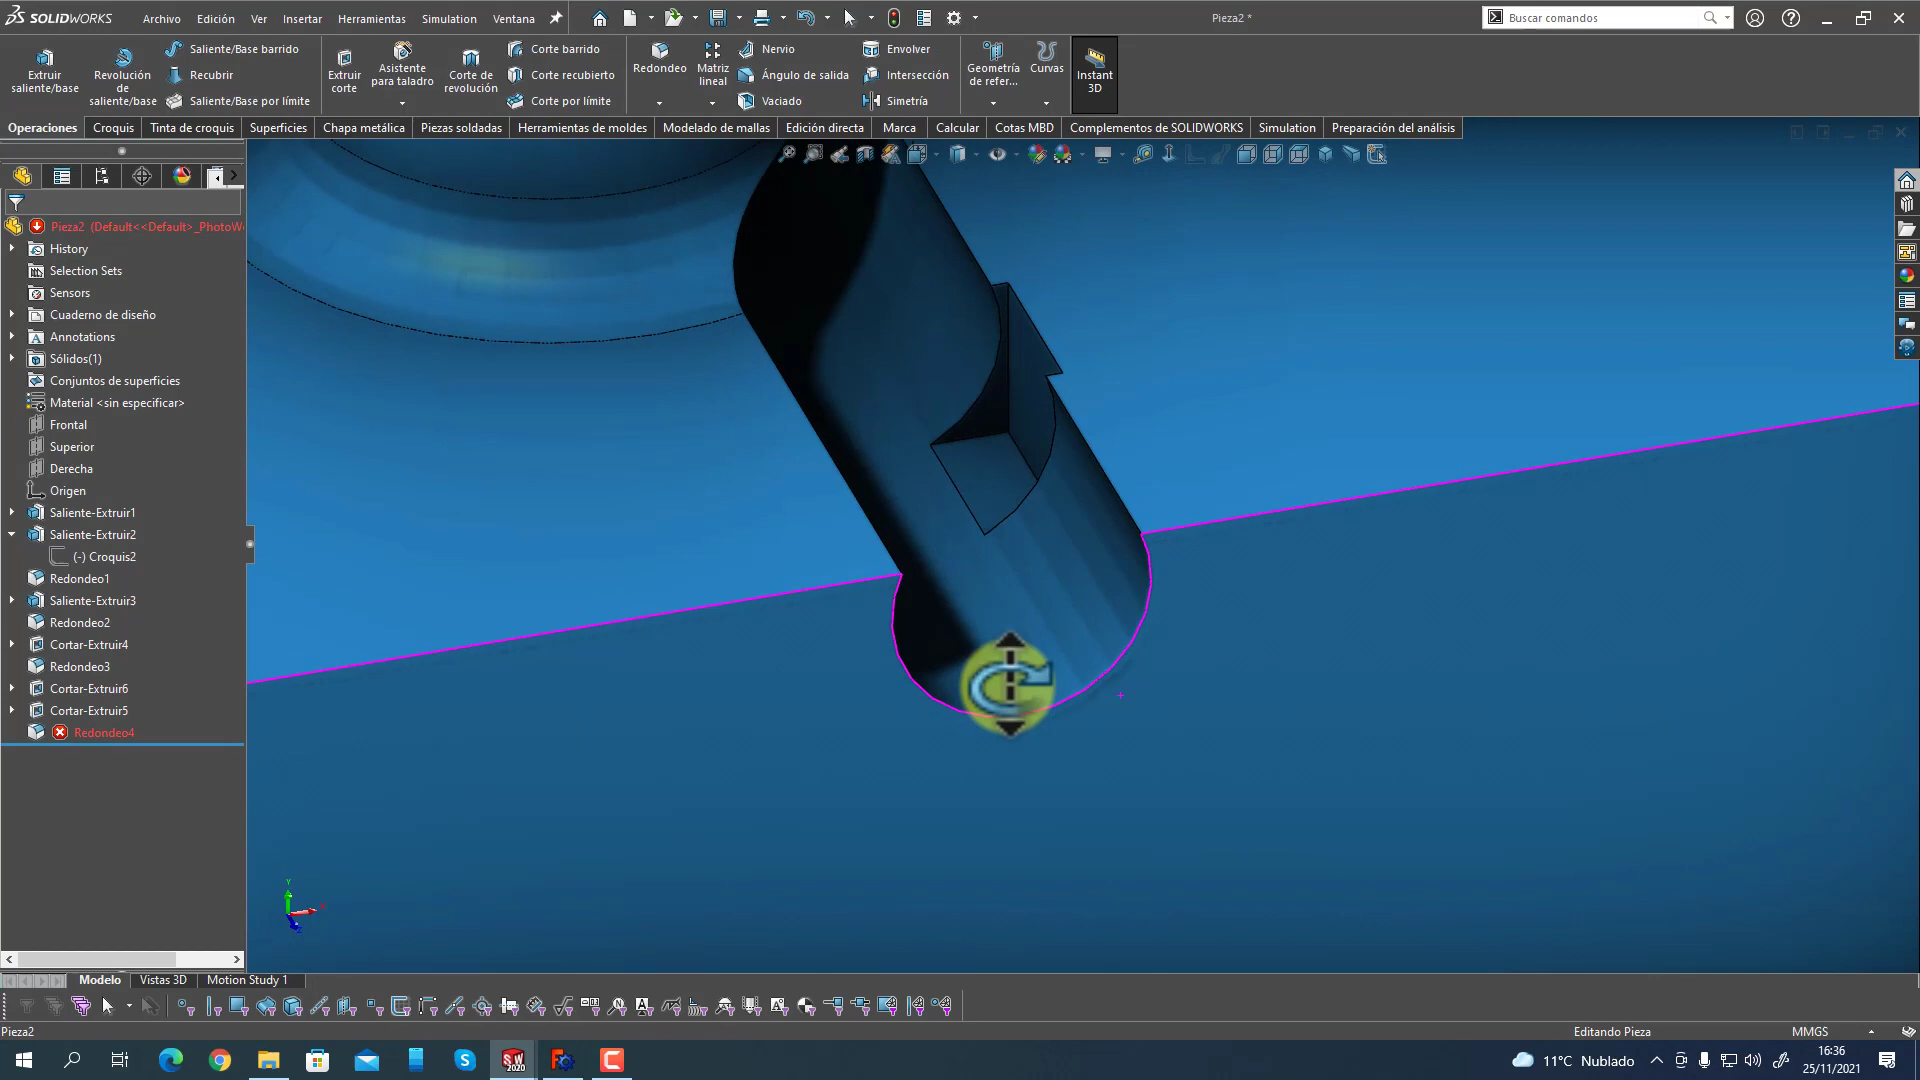 SOLIDWORKS
Archivo Edición Ver Insertar Herramientas Simulation Ventana
Pieza2 *
Buscar comandos
Extruir saliente/base
Revolución de saliente/base
Saliente/Base barrido
Recubrir
Saliente/Base por límite
Extruir corte
Asistente para taladro
Corte de revolución
Corte barrido
Corte recubierto
Corte por límite
Redondeo
Matriz lineal
Nervio
Ángulo de salida
Vaciado
Envolver
Intersección
Simetría
Geometría de refer...
Curvas
Instant 3D
Operaciones Croquis Tinta de croquis Superficies Chapa metálica Piezas soldadas Herramientas de moldes Modelado de mallas Edición directa Marca Calcular Cotas MBD Complementos de SOLIDWORKS Simulation Preparación del análisis
Pieza2 (Default<<Default>_PhotoW
History
Selection Sets
Sensors
Cuaderno de diseño
Annotations
Sólidos(1)
Conjuntos de superficies
Material <sin especificar>
Frontal
Superior
Derecha
Origen
Saliente-Extruir1
Saliente-Extruir2
(-) Croquis2
Redondeo1
Saliente-Extruir3
Redondeo2
Cortar-Extruir4
Redondeo3
Cortar-Extruir6
Cortar-Extruir5
Redondeo4
Y
Modelo Vistas 3D Motion Study 1
Pieza2
Editando Pieza
MMGS
11°C Nublado
16:36
25/11/2021